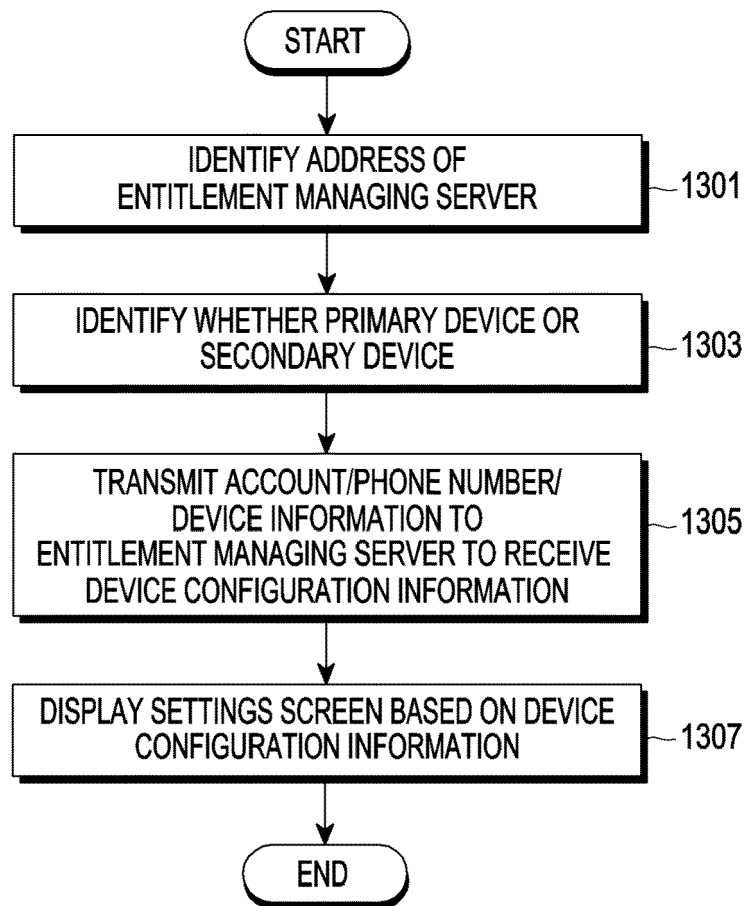 START
IDENTIFY ADDRESS OF
ENTITLEMENT MANAGING SERVER
1301
IDENTIFY WHETHER PRIMARY DEVICE OR
SECONDARY DEVICE
1303
TRANSMIT ACCOUNT/PHONE NUMBER/
DEVICE INFORMATION TO
ENTITLEMENT MANAGING SERVER TO RECEIVE
DEVICE CONFIGURATION INFORMATION
1305
DISPLAY SETTINGS SCREEN BASED ON DEVICE
CONFIGURATION INFORMATION
1307
END